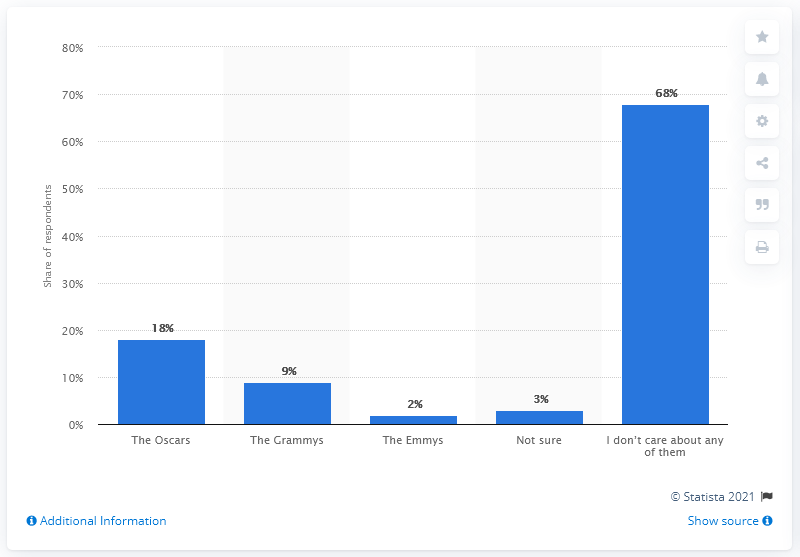 80%
70%
60%
50%
40%
30%
20%
10%
0%
Share of respondents
18%
9%
2%
3%
68%
The Oscars
The Grammys
The Emmys
Not sure
I don't care about any
of them
© Statista 2021
Additional Information
Show source